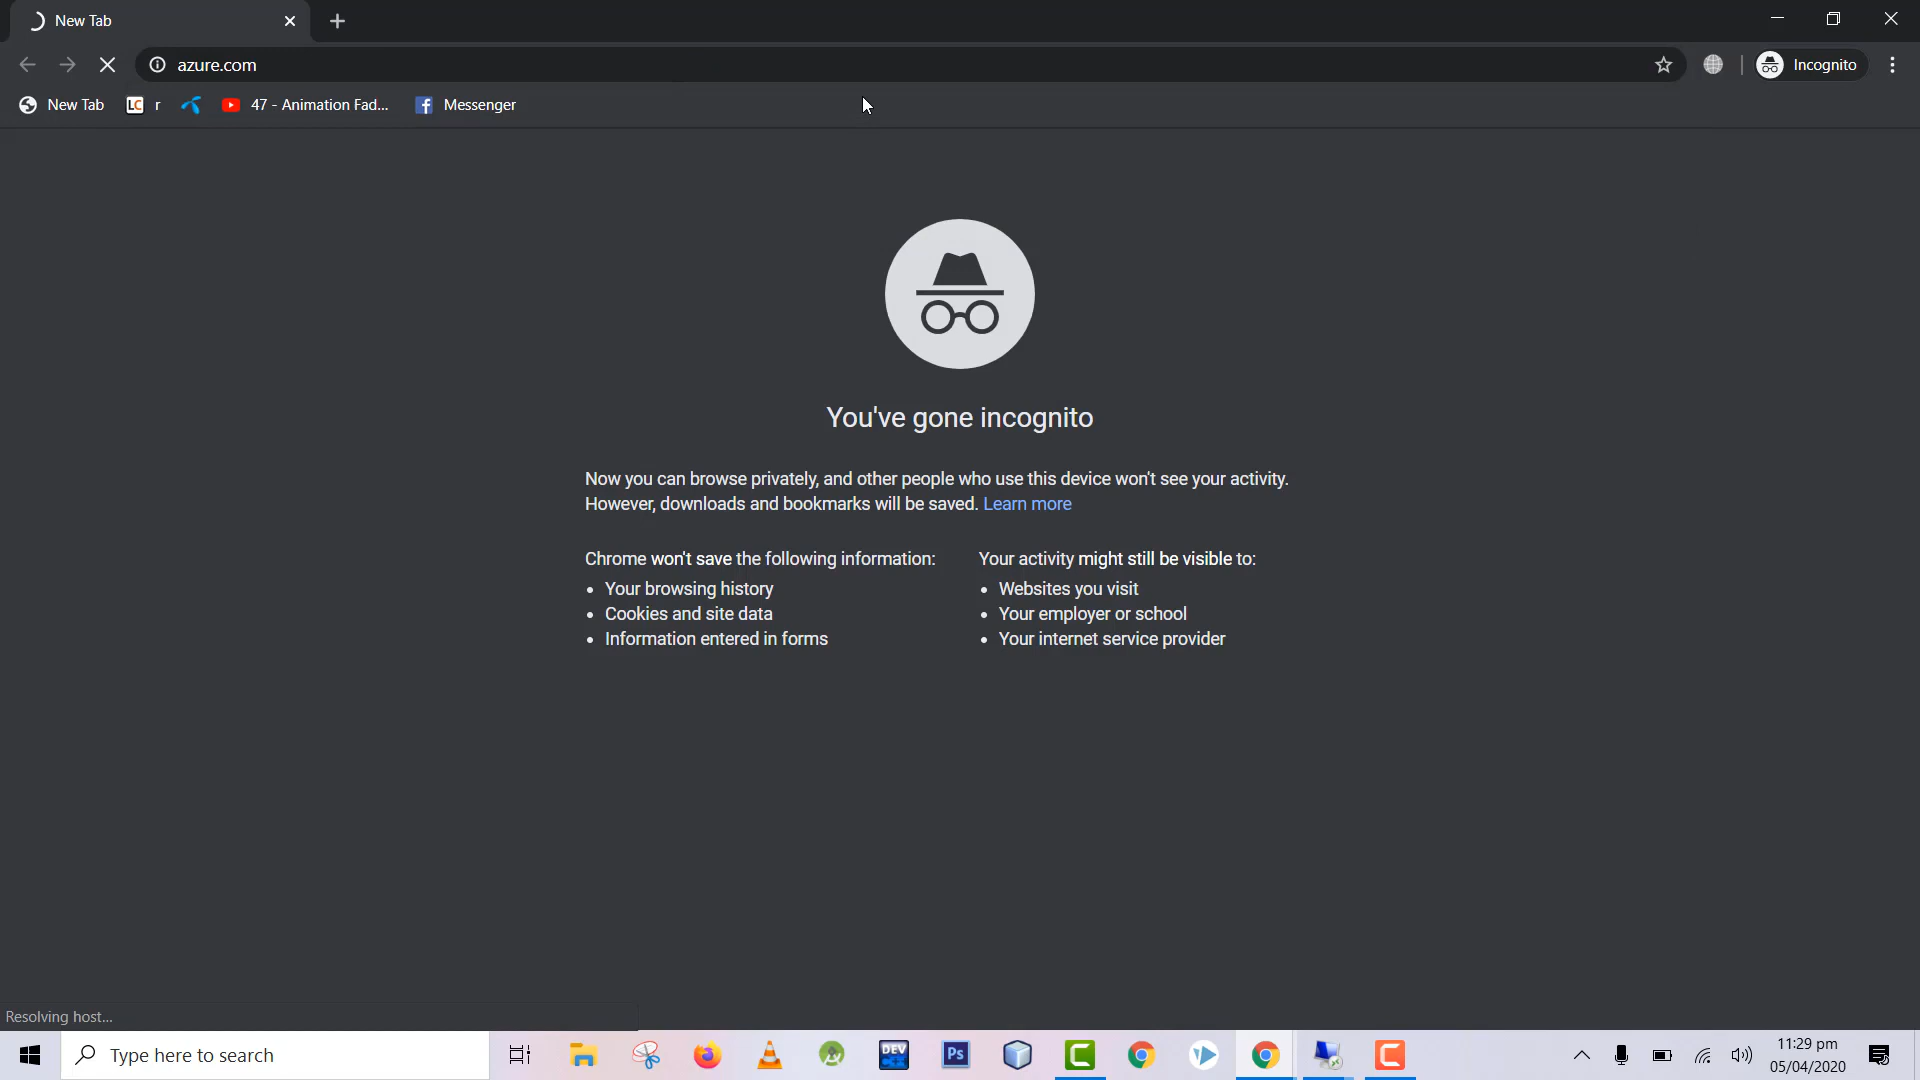 New Tab
azure.com
Incognito
New Tab
LC r
47 - Animation Fad...
Messenger
You've gone incognito
Now you can browse privately, and other people who use this device won't see your activity.
However, downloads and bookmarks will be saved. Learn more
Chrome won't save the following information:
Your browsing history
Cookies and site data
Information entered in forms
Your activity might still be visible to:
Websites you visit
Your employer or school
Your internet service provider
Resolving host...
Type here to search
DEV
Ps
11:29 pm
05/04/2020